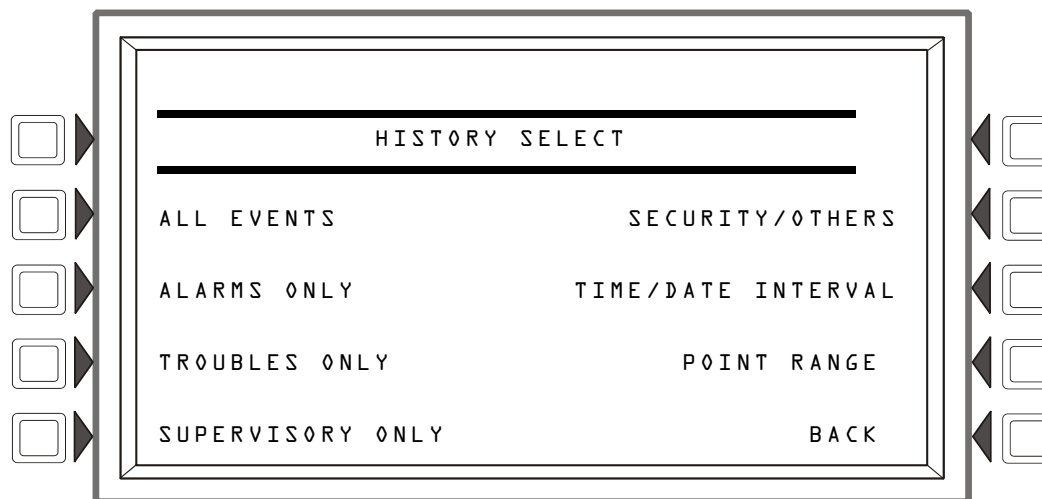 HISTORY SELECT
ALL EVENTS
SECURITY/OTHERS
ALARMS ONLY
TIME/DATE INTERVAL
TROUBLES ONLY
POINT RANGE
SUPERVISORY ONLY
BACK